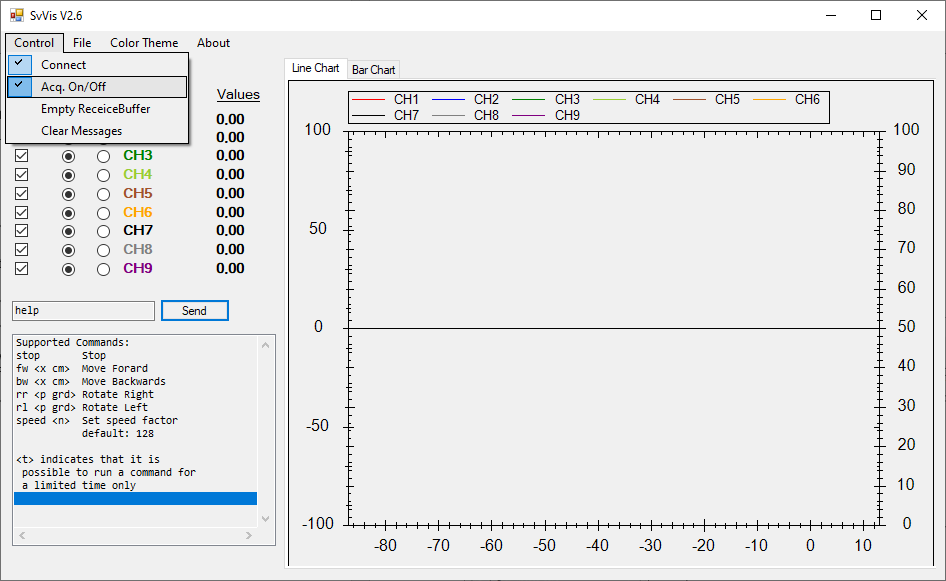 SvVis V2.6
Control File Color Theme About
Connect
Acq. On/Off
Empty ReceiceBuffer
Clear Messages
Values
0.00
0.00
CH3 0.00
CH4 0.00
CH5 0.00
CH6 0.00
CH7 0.00
CH8 0.00
CH9 0.00
help Send
Supported Commands:
stop Stop
fw <x cm> Move Forard
bw <x cm> Move Backwards
rr <p grd> Rotate Right
rl <p grd> Rotate Left
speed <n> Set speed factor
default: 128
<t> indicates that it is
possible to run a command for
a limited time only
Line Chart Bar Chart
CH1 CH2 CH3 CH4 CH5 CH6
CH7 CH8 CH9
100 100
90
80
50 70
60
0 50
40
-50 30
20
10
-100 0
-80 -70 -60 -50 -40 -30 -20 -10 0 10